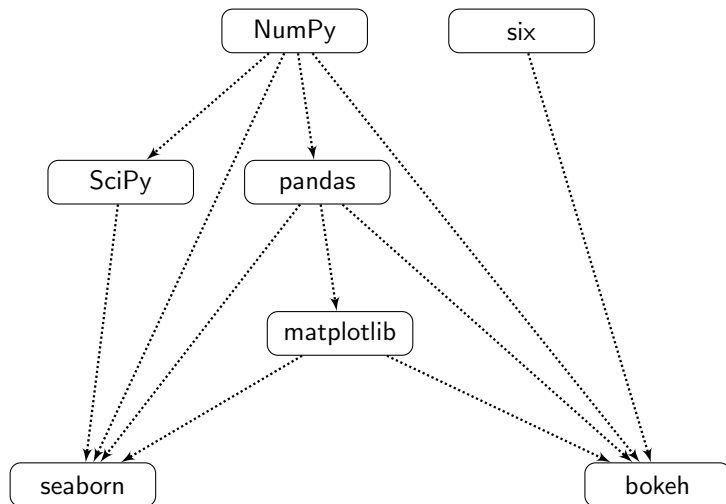 NumPy
six
SciPy
pandas
matplotlib
seaborn
bokeh